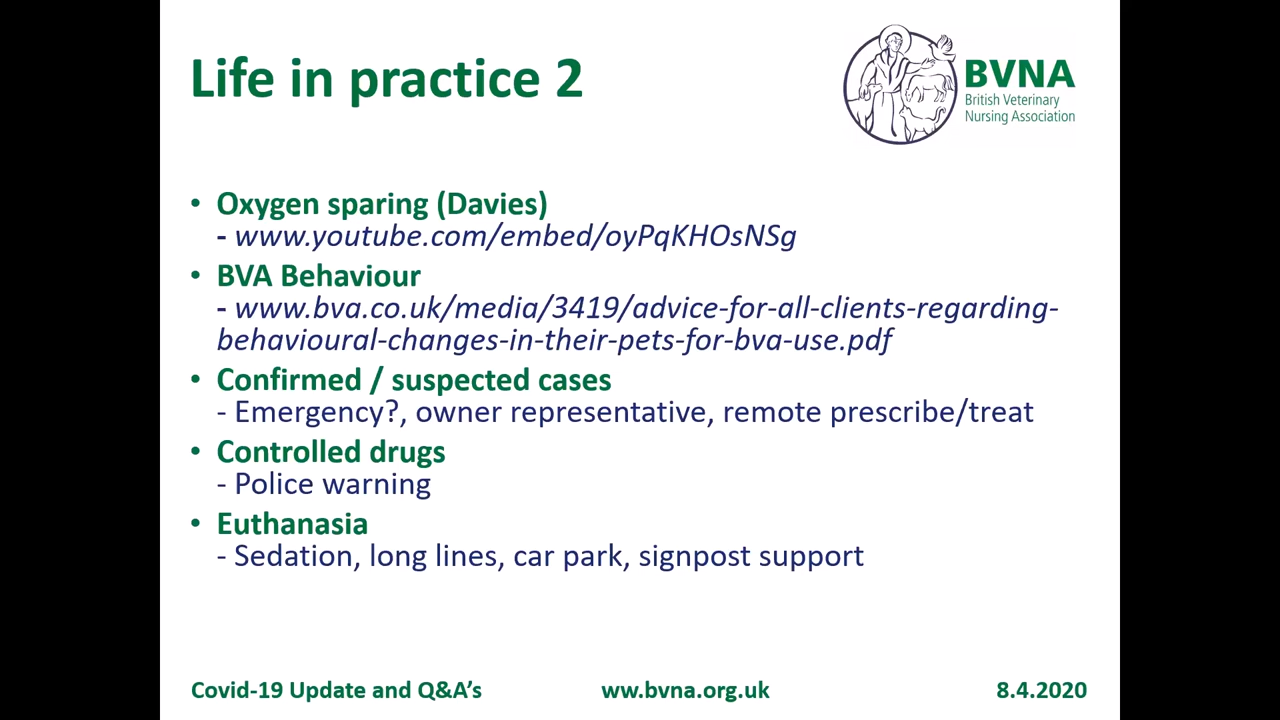 Life in practice 2
BVNA
British Veterinary
Nursing Association
• Oxygen sparing (Davies)
- www.youtube.com/embed/oyPqKHOsNSg
• BVA Behaviour
- www.bva.co.uk/media/3419/advice-for-all-clients-regarding-
behavioural-changes-in-their-pets-for-bva-use.pdf
• Confirmed / suspected cases
- Emergency?, owner representative, remote prescribe/treat
• Controlled drugs
- Police warning
• Euthanasia
- Sedation, long lines, car park, signpost support
Covid-19 Update and Q&A's
ww.bvna.org.uk
8.4.2020